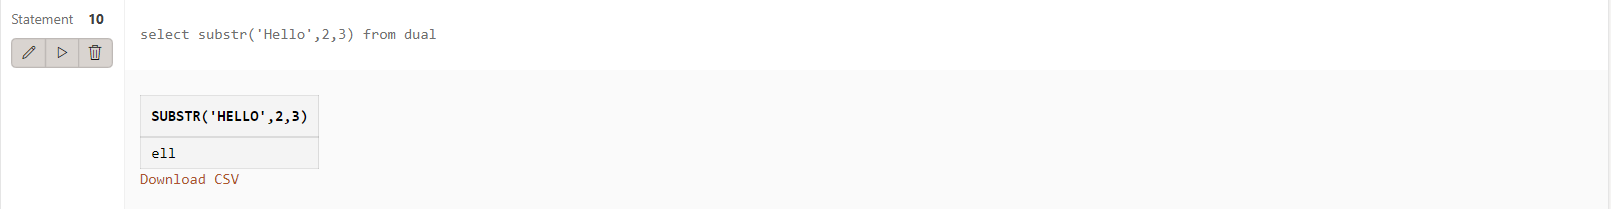 Statement 10
select substr('Hello',2,3) from dual
SUBSTR('HELLO',2,3)
ell
Download CSV